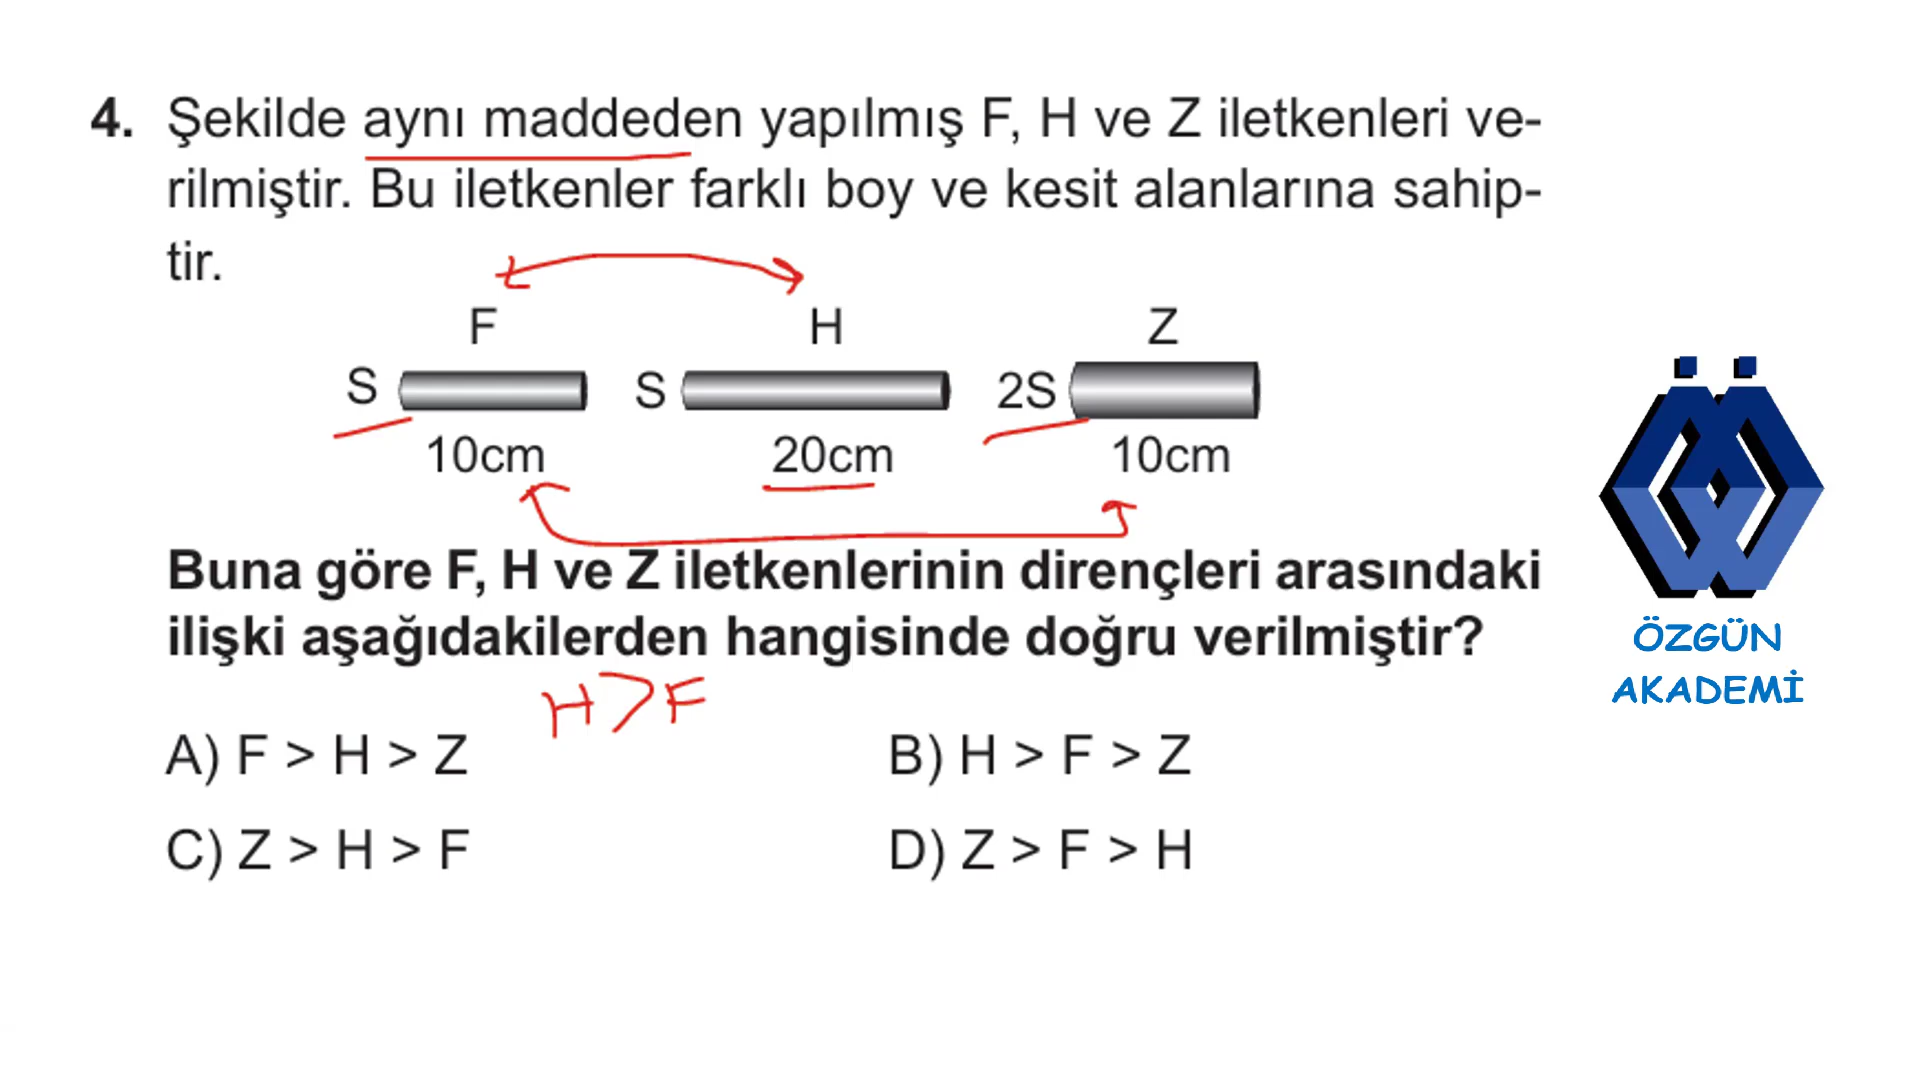 4. Şekilde aynı maddeden yapılmış F, H ve Z iletkenleri ve-
rilmiştir. Bu iletkenler farklı boy ve kesit alanlarına sahip-
tir.
F H Z
S S 2S
10cm 20cm 10cm
Buna göre F, H ve Z iletkenlerinin dirençleri arasındaki
ilişki aşağıdakilerden hangisinde doğru verilmiştir?
H > F
A) F > H > Z B) H > F > Z
C) Z > H > F D) Z > F > H
ÖZGÜN
AKADEMİ